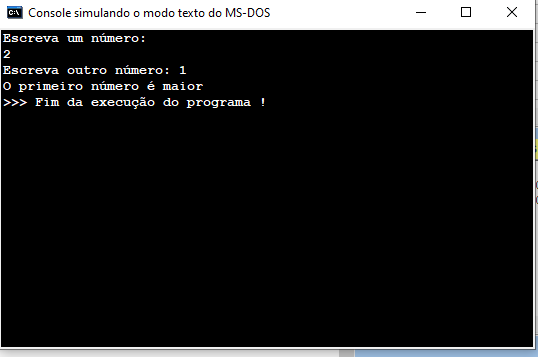 Console simulando o modo texto do MS-DOS
Escreva um número:
2
Escreva outro número: 1
O primeiro número é maior
>>> Fim da execução do programa !